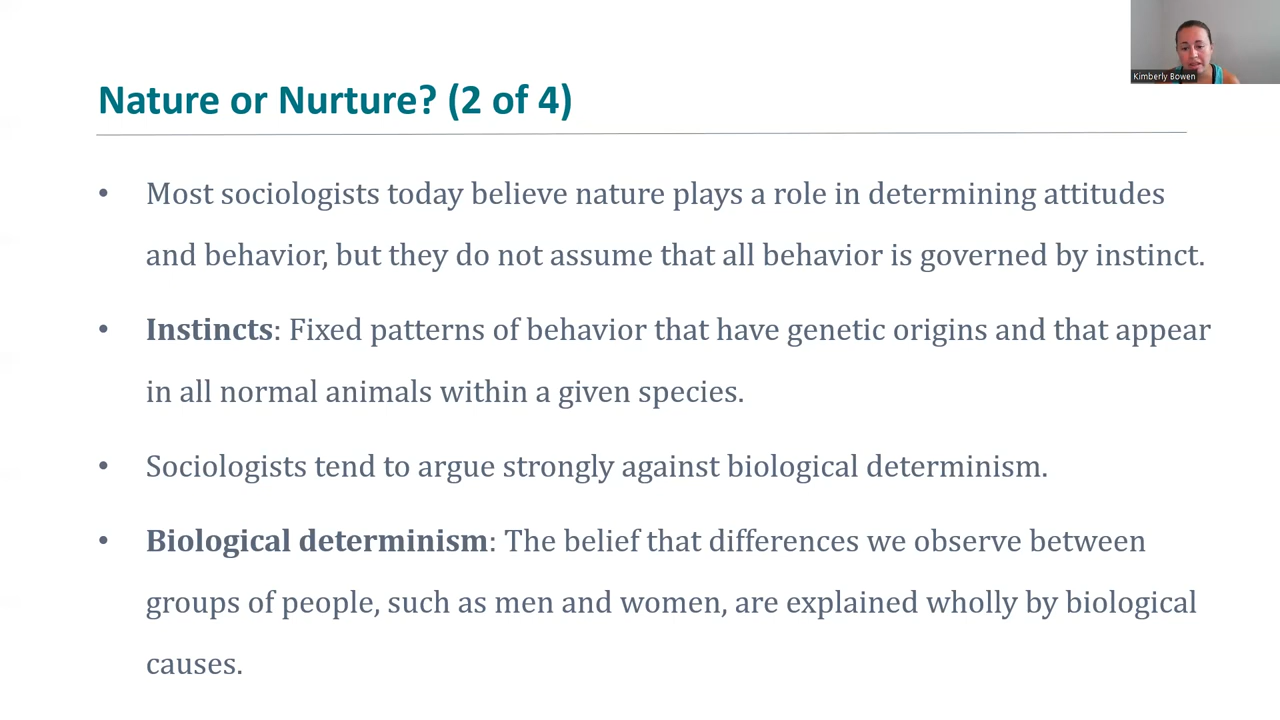 Kimberly Bowen
Nature or Nurture? (2 of 4)
• Most sociologists today believe nature plays a role in determining attitudes
and behavior, but they do not assume that all behavior is governed by instinct.
• Instincts: Fixed patterns of behavior that have genetic origins and that appear
in all normal animals within a given species.
• Sociologists tend to argue strongly against biological determinism.
• Biological determinism: The belief that differences we observe between
groups of people, such as men and women, are explained wholly by biological
causes.